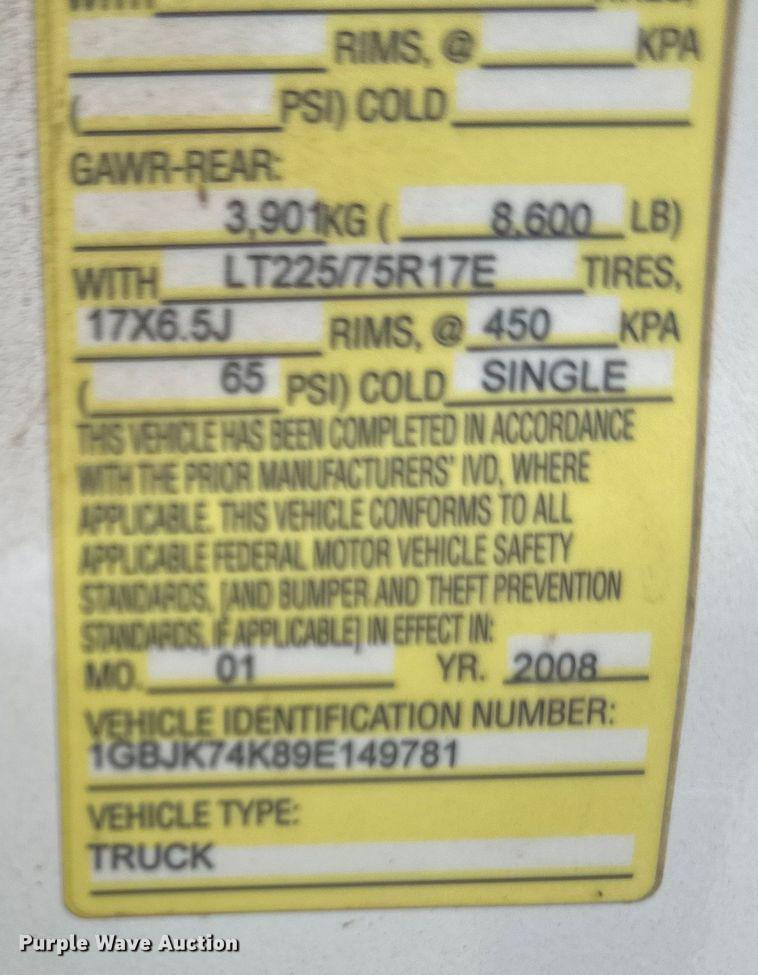 RIMS, @ KPA
( PSI) COLD
GAWR-REAR:
3,901KG ( 8,600 LB)
WITH LT225/75R17E TIRES,
17X6.5J RIMS, @ 450 KPA
( 65 PSI) COLD SINGLE
THIS VEHICLE HAS BEEN COMPLETED IN ACCORDANCE
WITH THE PRIOR MANUFACTURERS' IVD, WHERE
APPLICABLE. THIS VEHICLE CONFORMS TO ALL
APPLICABLE FEDERAL MOTOR VEHICLE SAFETY
STANDARDS, [AND BUMPER AND THEFT PREVENTION
STANDARDS, IF APPLICABLE] IN EFFECT IN:
MO. 01 YR. 2008
VEHICLE IDENTIFICATION NUMBER:
1GBJK74K89E149781
VEHICLE TYPE:
TRUCK
Purple Wave Auction